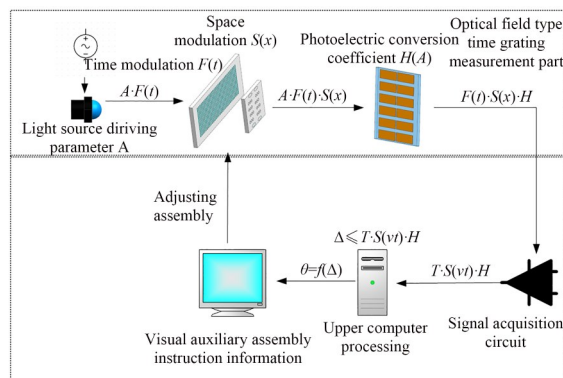 Space
modulation S(x)
Time modulation F(t)
A·F(t)
Light source diriving
parameter A
A·F(t)·S(x)
Photoelectric conversion
coefficient H(A)
Optical field type
time grating
measurement part
F(t)·S(x)·H
Adjusting
assembly
Δ≤T·S(vt)·H
θ=f(Δ)
T·S(vt)·H
Visual auxiliary assembly
instruction information
Upper computer
processing
Signal acquisition
circuit